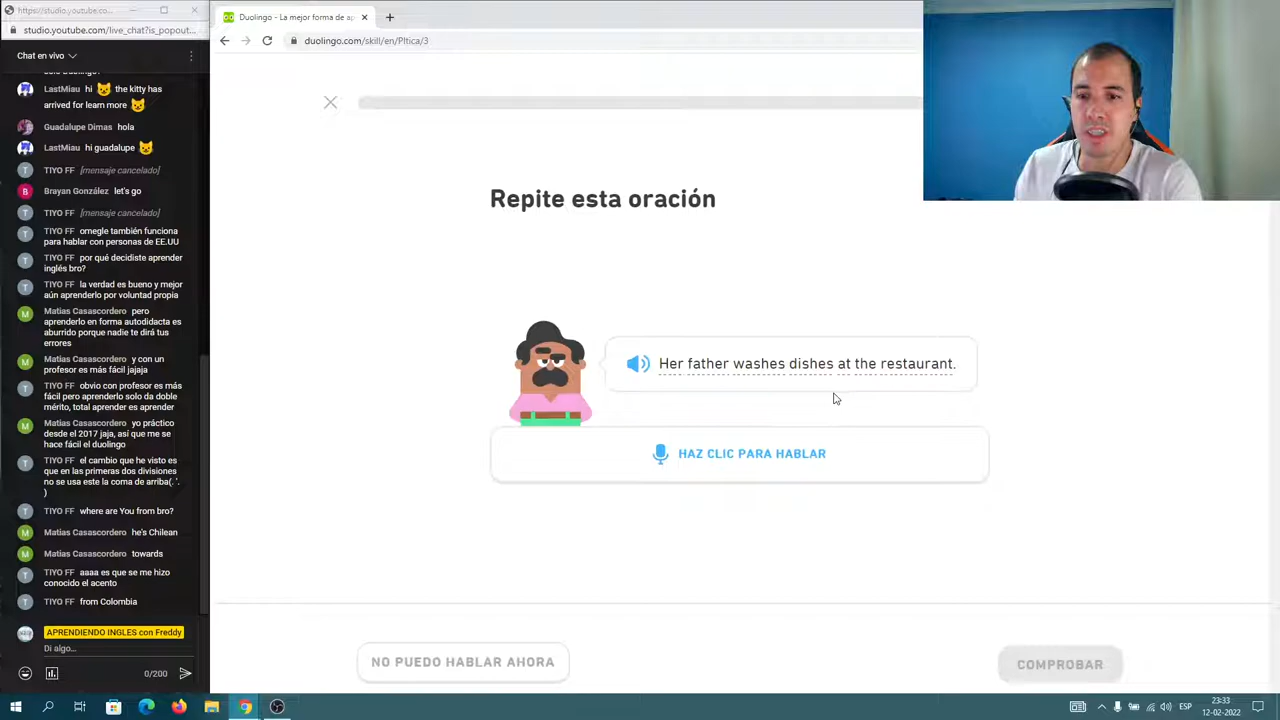 https://studio.youtube.co...
studio.youtube.com/live_chat?is_popout...
Chat en vivo
LastMiau hi 😺 the kitty has
arrived for learn more 😺
Guadalupe Dimas hola
LastMiau hi guadalupe 😺
TIYO FF [mensaje cancelado]
Brayan González let's go
TIYO FF [mensaje cancelado]
TIYO FF omegle también funciona
para hablar con personas de EE.UU
TIYO FF por qué decidiste aprender
inglés bro?
TIYO FF la verdad es bueno y mejor
aún aprenderlo por voluntad propia
Matias Casascordero pero
aprenderlo en forma autodidacta es
aburrido porque nadie te dirá tus
errores
Matias Casascordero y con un
profesor es más fácil jajaja
TIYO FF obvio con profesor es más
fácil pero aprenderlo solo da doble
mérito, total aprender es aprender
Matias Casascordero yo práctico
desde el 2017 jaja, así que me se
hace fácil el duolingo
TIYO FF el cambio que he visto es
que en las primeras dos divisiones
no se usa este la coma de arriba(. '.
)
TIYO FF where are You from bro?
Matias Casascordero he's Chilean
Matias Casascordero towards
TIYO FF aaaa es que se me hizo
conocido el acento
TIYO FF from Colombia
APRENDIENDO INGLES con Freddy
Di algo...
0/200
Duolingo - La mejor forma de ap
duolingo.com/skill/en/Pltica/3
Repite esta oración
Her father washes dishes at the restaurant.
HAZ CLIC PARA HABLAR
NO PUEDO HABLAR AHORA
COMPROBAR
ESP
23:33
12-02-2022